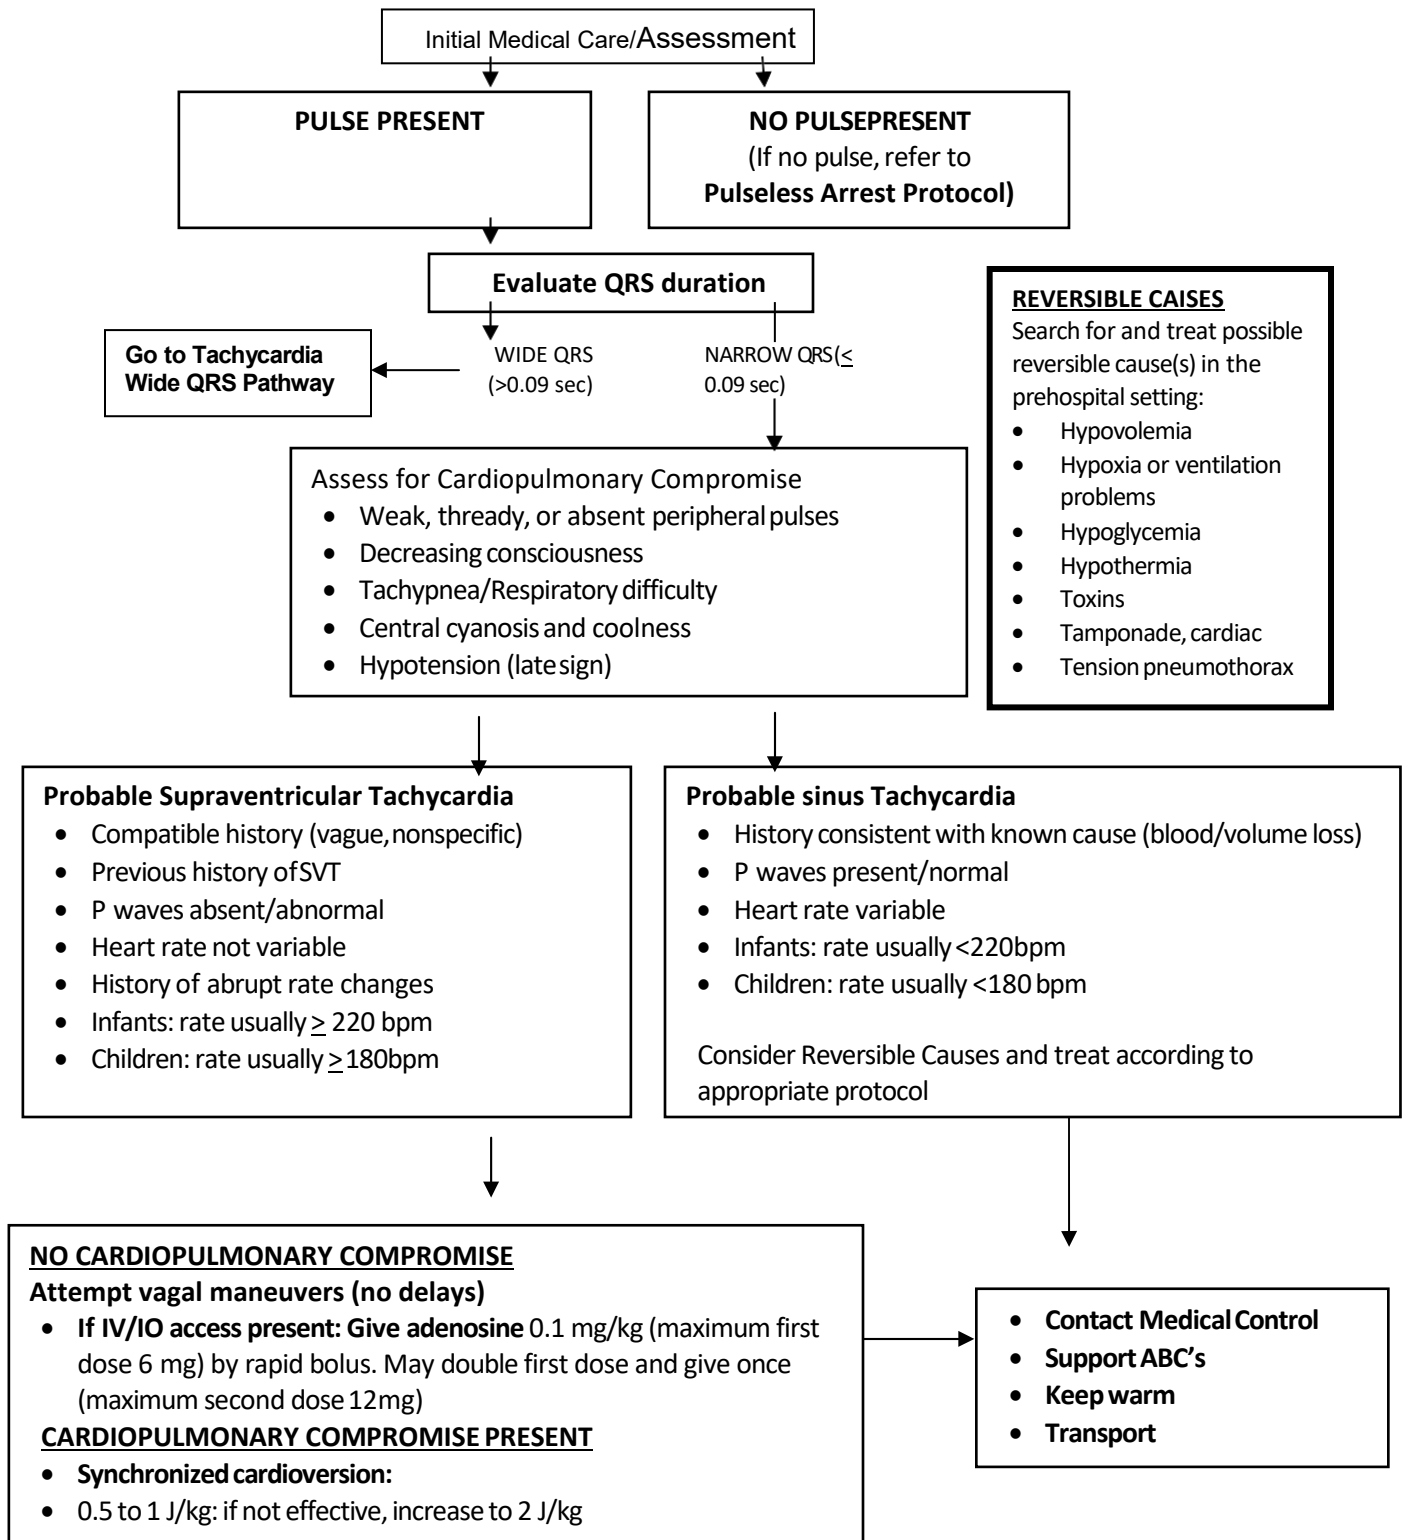 Initial Medical Care/Assessment
PULSE PRESENT
NO PULSEPRESENT
(If no pulse, refer to
Pulseless Arrest Protocol)
Evaluate QRS duration
Go to Tachycardia
Wide QRS Pathway
WIDE QRS
(>0.09 sec)
NARROW QRS(≤
0.09 sec)
REVERSIBLE CAISES
Search for and treat possible
reversible cause(s) in the
prehospital setting:
• Hypovolemia
• Hypoxia or ventilation
problems
• Hypoglycemia
• Hypothermia
• Toxins
• Tamponade, cardiac
• Tension pneumothorax
Assess for Cardiopulmonary Compromise
• Weak, thready, or absent peripheral pulses
• Decreasing consciousness
• Tachypnea/Respiratory difficulty
• Central cyanosis and coolness
• Hypotension (late sign)
Probable Supraventricular Tachycardia
• Compatible history (vague, nonspecific)
• Previous history of SVT
• P waves absent/abnormal
• Heart rate not variable
• History of abrupt rate changes
• Infants: rate usually ≥ 220 bpm
• Children: rate usually ≥180bpm
Probable sinus Tachycardia
• History consistent with known cause (blood/volume loss)
• P waves present/normal
• Heart rate variable
• Infants: rate usually <220bpm
• Children: rate usually <180 bpm
Consider Reversible Causes and treat according to
appropriate protocol
NO CARDIOPULMONARY COMPROMISE
Attempt vagal maneuvers (no delays)
• If IV/IO access present: Give adenosine 0.1 mg/kg (maximum first
dose 6 mg) by rapid bolus. May double first dose and give once
(maximum second dose 12mg)
CARDIOPULMONARY COMPROMISE PRESENT
• Synchronized cardioversion:
• 0.5 to 1 J/kg: if not effective, increase to 2 J/kg
• Contact Medical Control
• Support ABC's
• Keep warm
• Transport